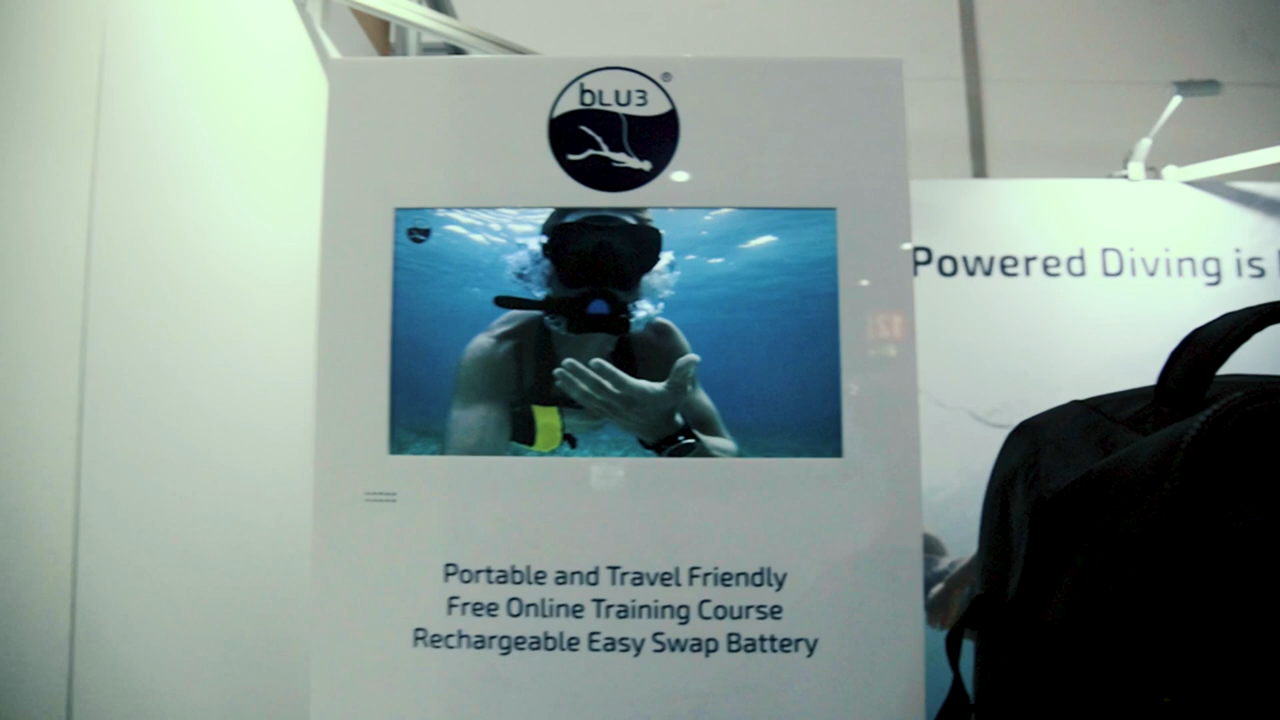 bLU3®
Powered Diving is
Portable and Travel Friendly
Free Online Training Course
Rechargeable Easy Swap Battery